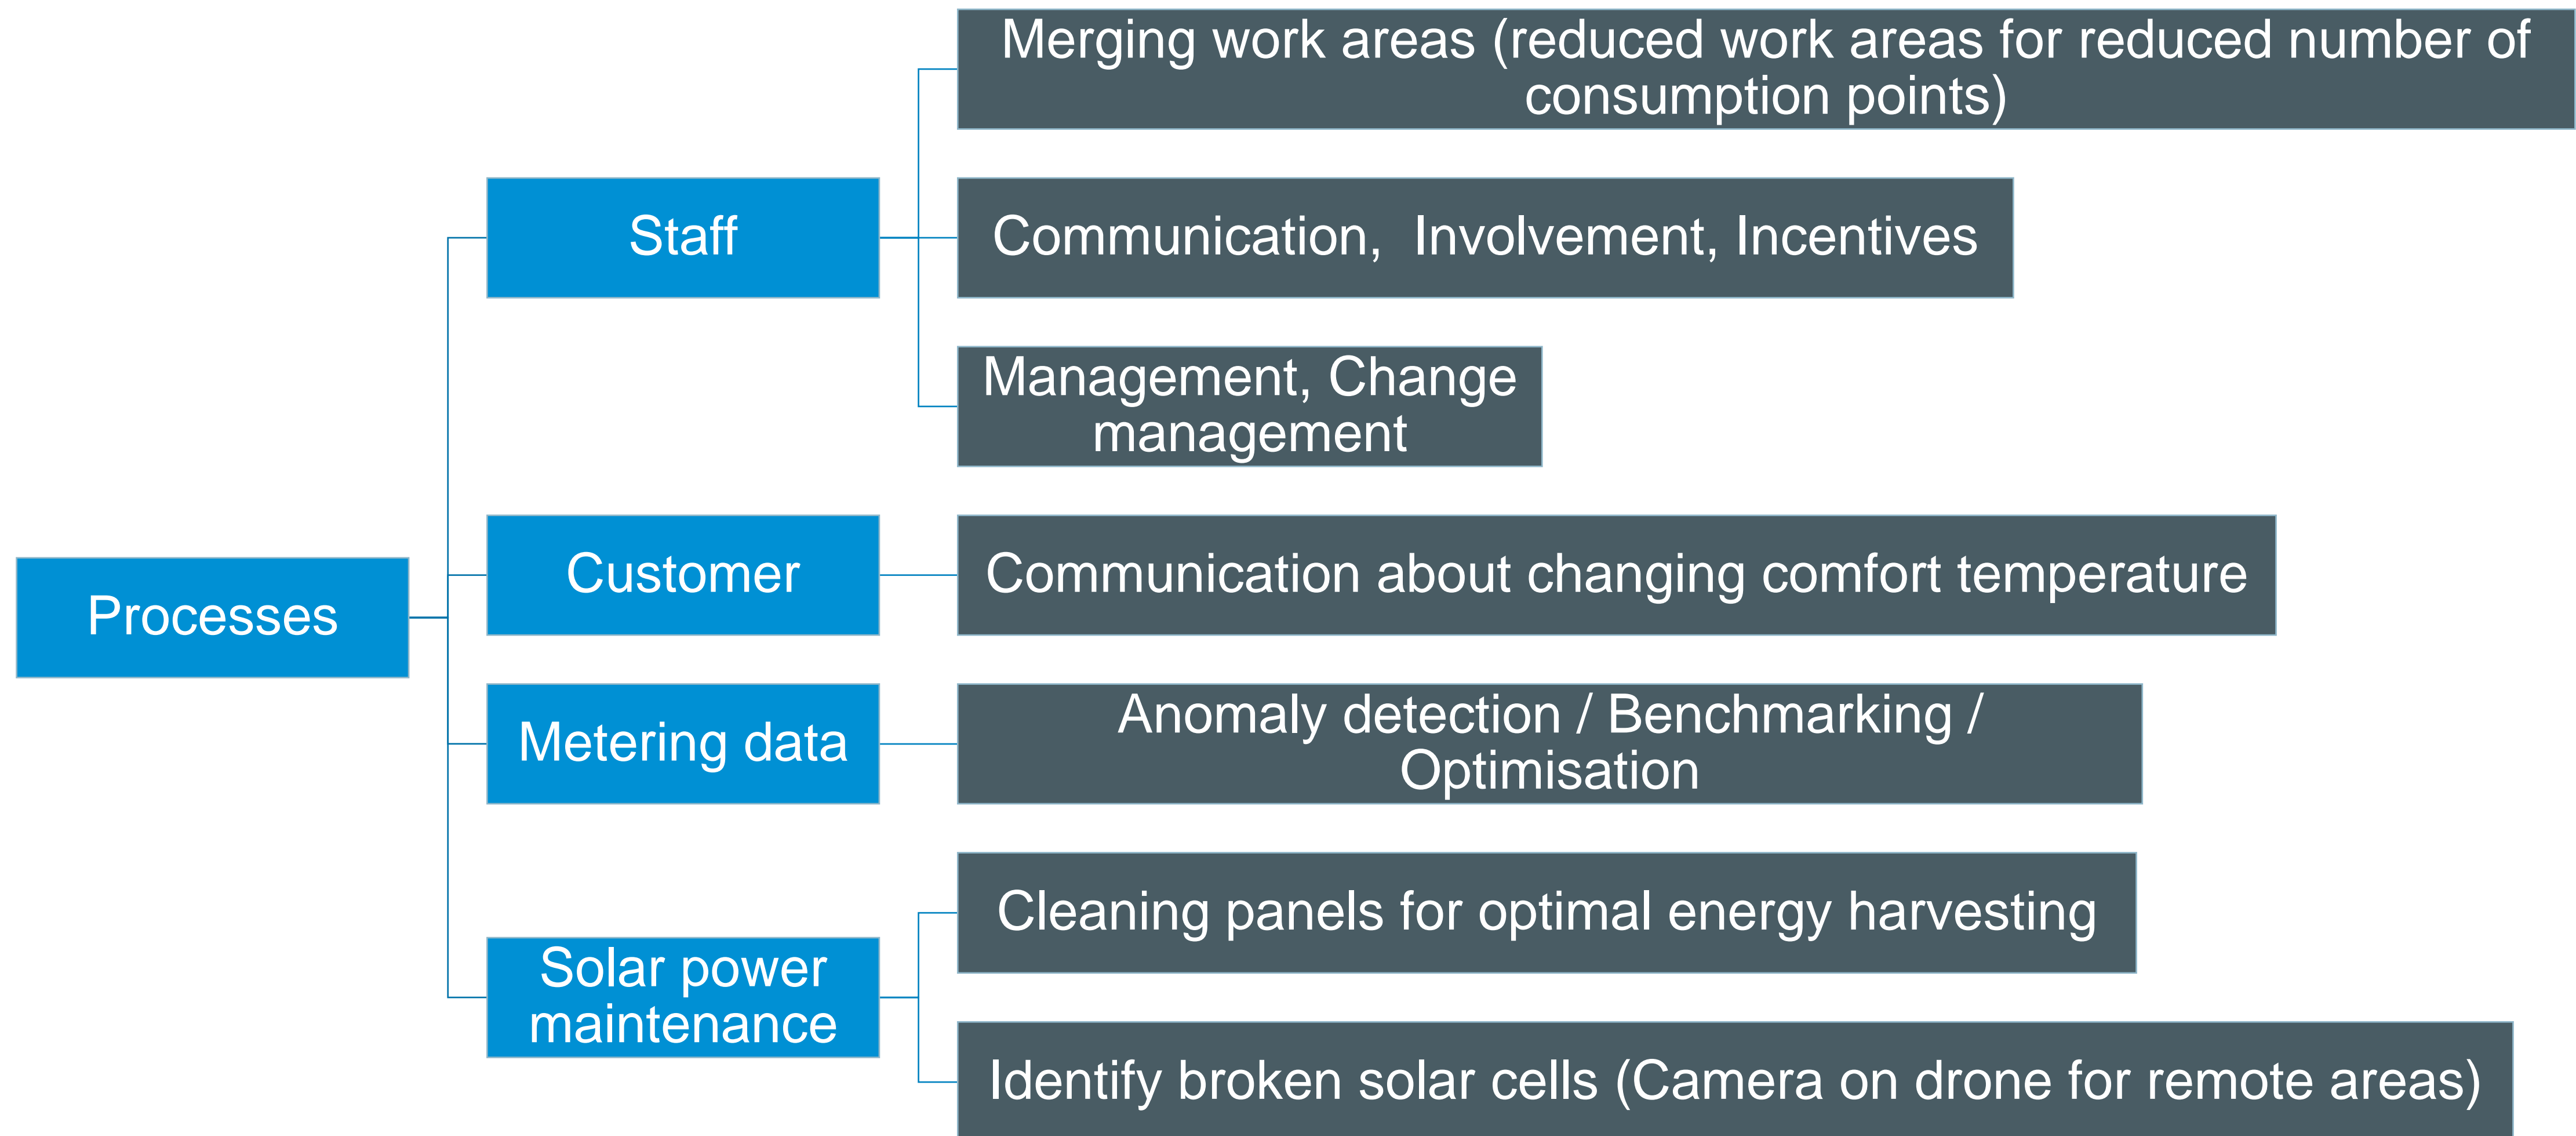 Processes
Staff
Merging work areas (reduced work areas for reduced number of
consumption points)
Communication,  Involvement, Incentives
Management, Change
management
Customer
Communication about changing comfort temperature
Metering data
Anomaly detection / Benchmarking /
Optimisation
Solar power
maintenance
Cleaning panels for optimal energy harvesting
Identify broken solar cells (Camera on drone for remote areas)